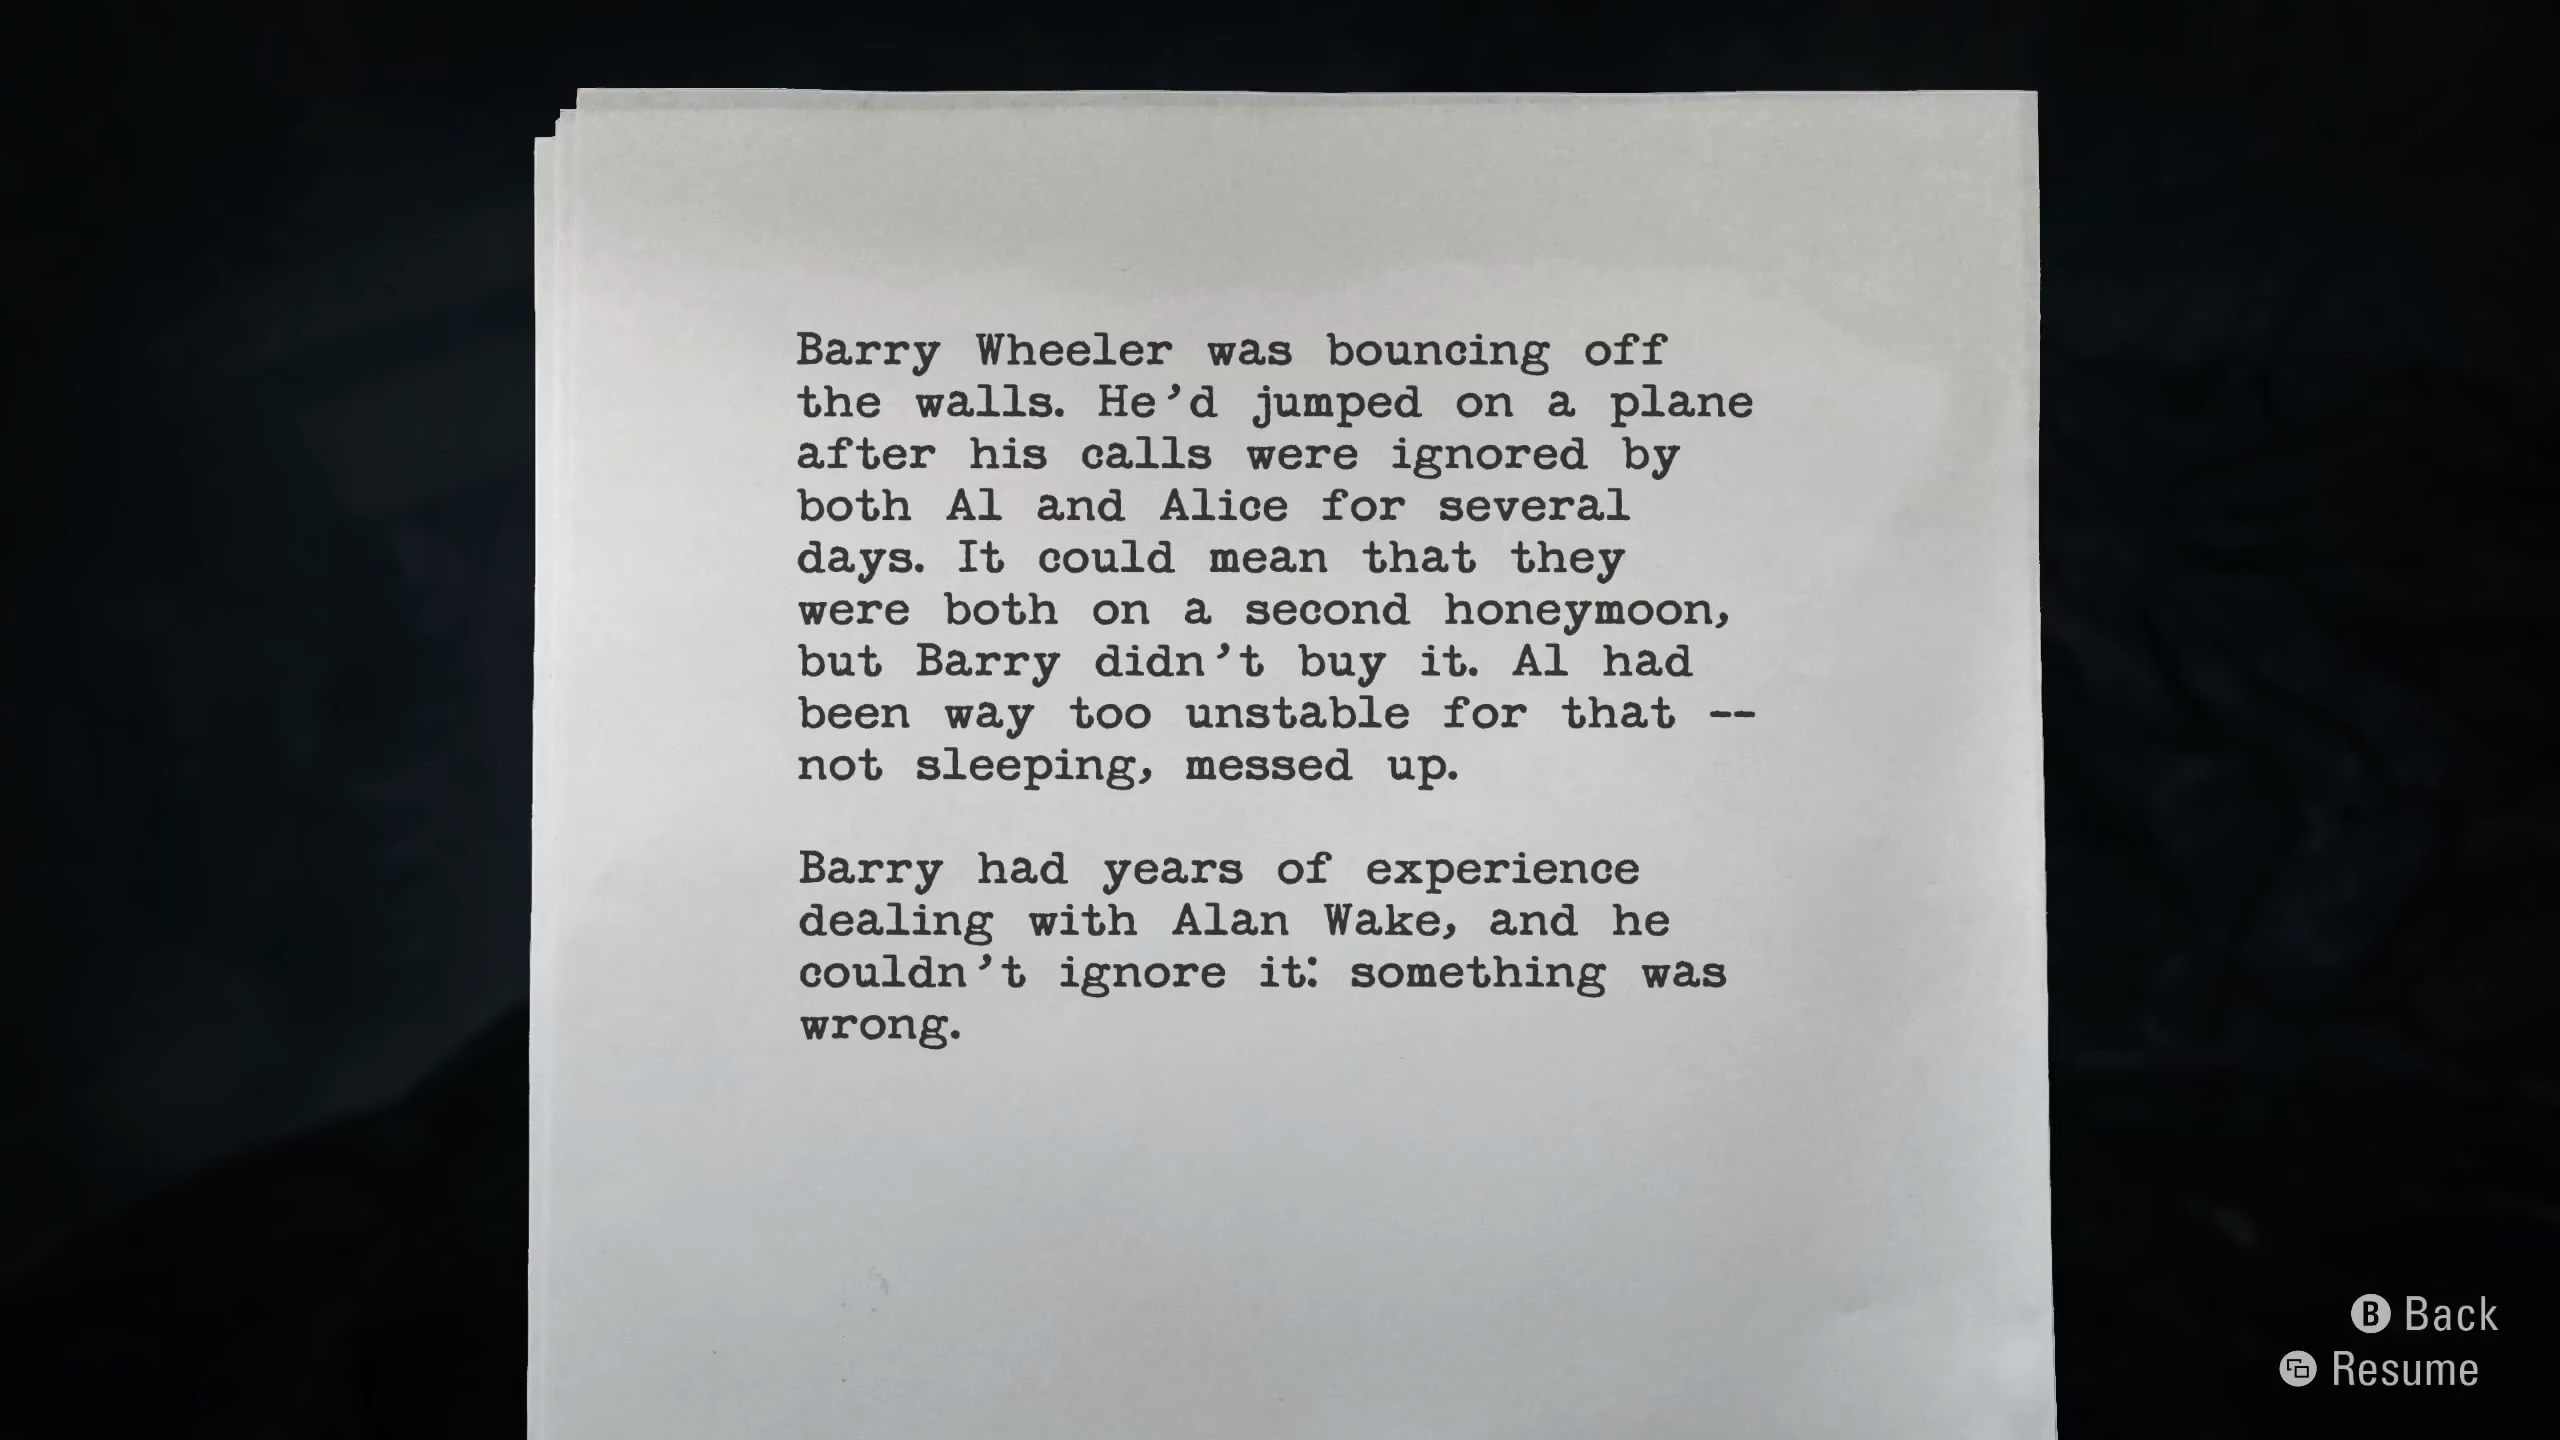 Barry Wheeler was bouncing off
the walls. He’d jumped on a plane
after his calls were ignored by
both Al and Alice for several
days. It could mean that they
were both on a second honeymoon,
but Barry didn’t buy it. Al had
been way too unstable for that --
not sleeping, messed up.

Barry had years of experience
dealing with Alan Wake, and he
couldn’t ignore it: something was
wrong.

B Back
Resume